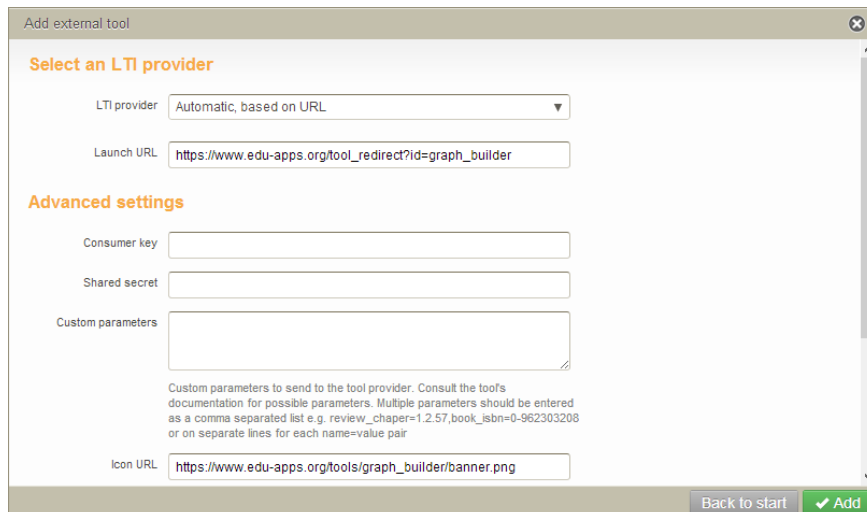 Add external tool
Select an LTI provider
LTI provider
Automatic, based on URL
Launch URL
https://www.edu-apps.org/tool_redirect?id=graph_builder
Advanced settings
Consumer key
Shared secret
Custom parameters
Custom parameters to send to the tool provider. Consult the tool's
documentation for possible parameters. Multiple parameters should be entered
as a comma separated list e.g. review_chaper=1.2.57,book_isbn=0-962303208
or on separate lines for each name=value pair
Icon URL
https://www.edu-apps.org/tools/graph_builder/banner.png
Back to start
Add